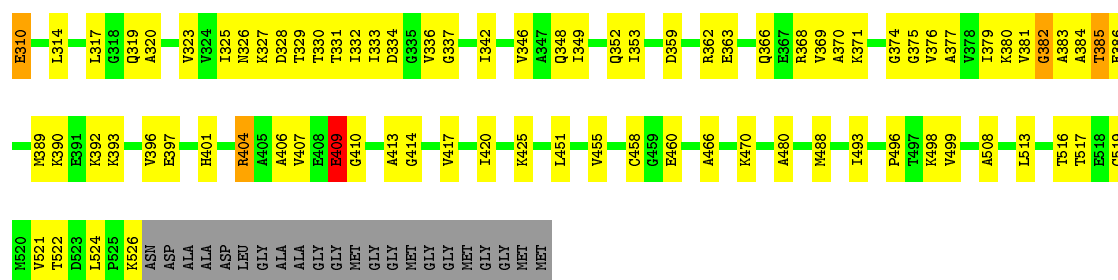 E310 L314 L317 G318 Q319 A320 V323 V324 I325 N326 K327 D328 T329 T330 T331 I332 I333 D334 G335 V336 G337 I342 V346 A347 Q348 I349 Q352 I353 D359 R362 E363 Q366 E367 R368 V369 A370 K371 G374 G375 V376 A377 V378 I379 K380 V381 G382 A383 A384 T385
M389 K390 E391 K392 K393 V396 E397 H401 R404 A405 A406 V407 E408 E409 G410 A413 G414 V417 I420 K425 L451 V455 C458 G459 E460 A466 K470 A480 M488 I493 P496 T497 K498 V499 A508 L513 T516 T517 E518
M520 V521 T522 D523 L524 P525 K526 ASN ASP ALA ALA ASP LEU GLY ALA ALA GLY GLY MET GLY GLY MET GLY GLY MET MET